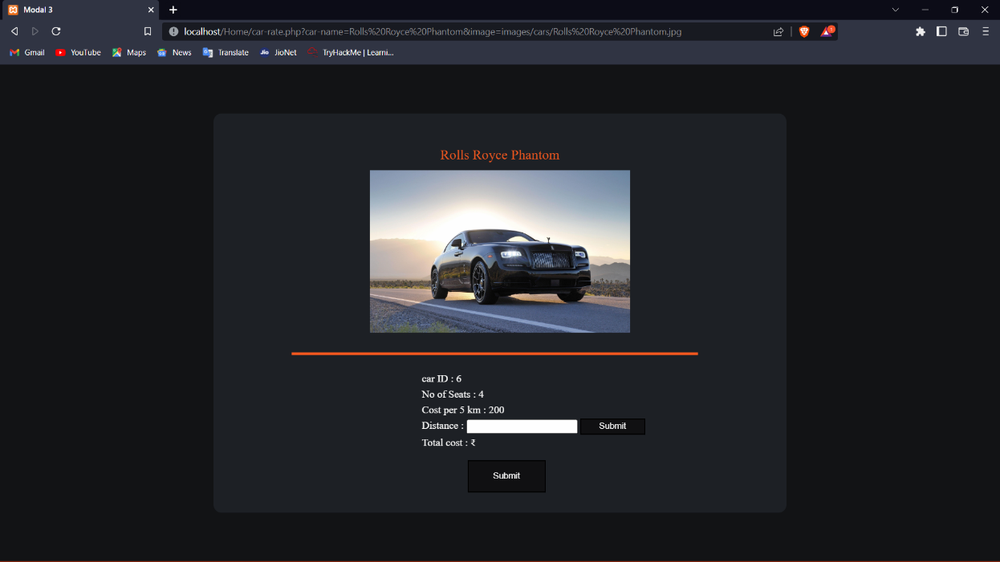 Modal 3
localhost/Home/car-rate.php?car-name=Rolls%20Royce%20Phantom&image=images/cars/Rolls%20Royce%20Phantom.jpg
Gmail YouTube Maps News Translate Jio JioNet TryHackMe | Learni...
Rolls Royce Phantom
car ID : 6
No of Seats : 4
Cost per 5 km : 200
Distance : Submit
Total cost : ₹
Submit